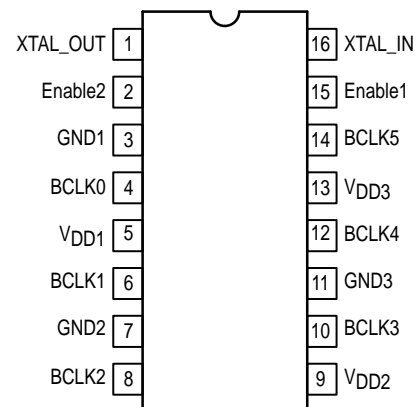 XTAL_OUT 1 16 XTAL_IN
Enable2 2 15 Enable1
GND1 3 14 BCLK5
BCLK0 4 13 VDD3
VDD1 5 12 BCLK4
BCLK1 6 11 GND3
GND2 7 10 BCLK3
BCLK2 8 9 VDD2